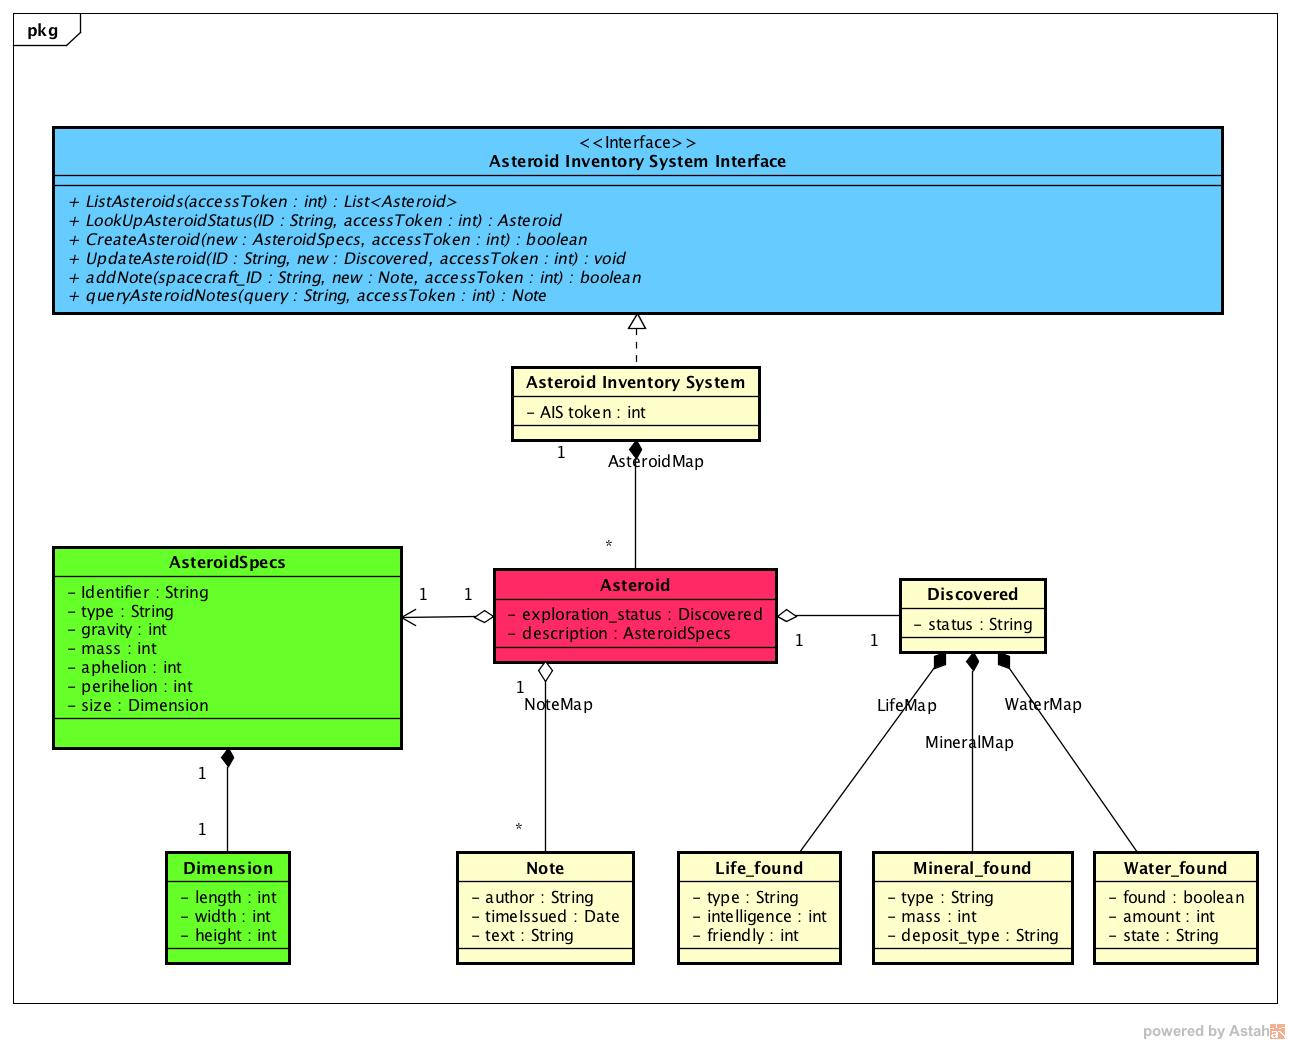 pkg
<<Interface>>
Asteroid Inventory System Interface
+ ListAsteroids(accessToken : int) : List<Asteroid>
+ LookUpAsteroidStatus(ID : String, accessToken : int) : Asteroid
+ CreateAsteroid(new : AsteroidSpecs, accessToken : int) : boolean
+ UpdateAsteroid(ID : String, new : Discovered, accessToken : int) : void
+ addNote(spacecraft_ID : String, new : Note, accessToken : int) : boolean
+ queryAsteroidNotes(query : String, accessToken : int) : Note
Asteroid Inventory System
- AIS token : int
1
AsteroidMap
*
AsteroidSpecs
- Identifier : String
- type : String
- gravity : int
- mass : int
- aphelion : int
- perihelion : int
- size : Dimension
1
1
Asteroid
- exploration_status : Discovered
- description : AsteroidSpecs
1
1
Discovered
- status : String
1
NoteMap
*
LifeMap
MineralMap
WaterMap
1
1
Dimension
- length : int
- width : int
- height : int
Note
- author : String
- timeIssued : Date
- text : String
Life_found
- type : String
- intelligence : int
- friendly : int
Mineral_found
- type : String
- mass : int
- deposit_type : String
Water_found
- found : boolean
- amount : int
- state : String
powered by Astah